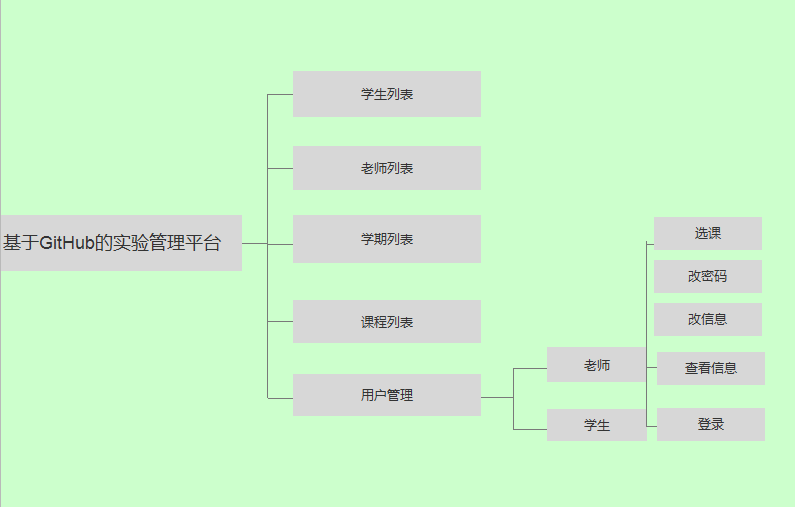 学生列表
老师列表
基于GitHub的实验管理平台
学期列表
课程列表
用户管理
老师
学生
选课
改密码
改信息
查看信息
登录